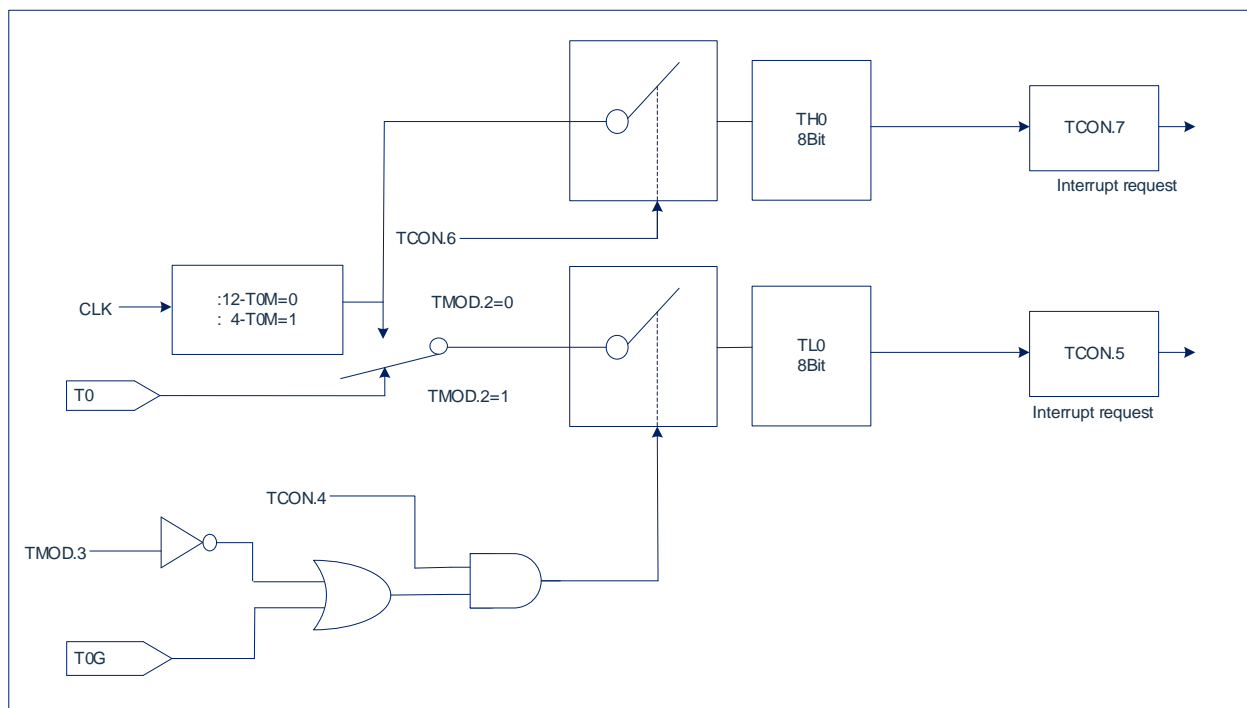 TH0
8Bit
TCON.7
Interrupt request
TCON.6
CLK
:12-T0M=0
: 4-T0M=1
TMOD.2=0
TL0
8Bit
TCON.5
T0
TMOD.2=1
Interrupt request
TCON.4
TMOD.3
T0G